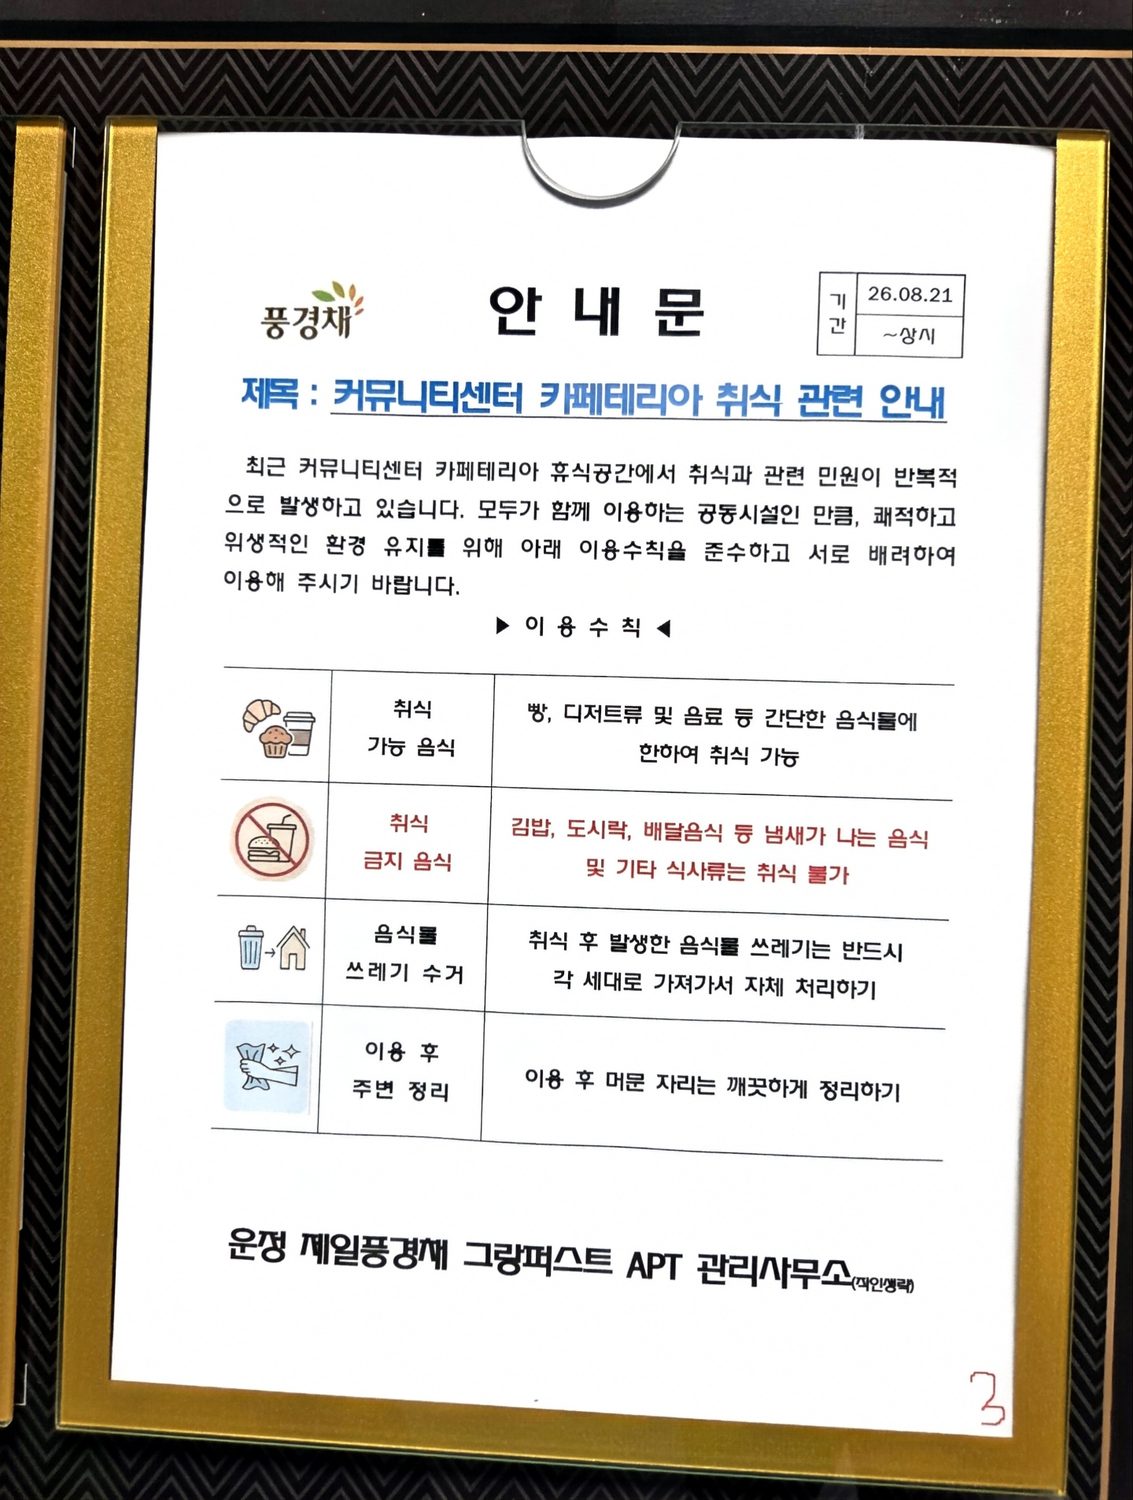 풍경채
안 내 문
기간
26.08.21
~상시
제목 : 커뮤니티센터 카페테리아 취식 관련 안내
최근 커뮤니티센터 카페테리아 휴식공간에서 취식과 관련 민원이 반복적
으로 발생하고 있습니다. 모두가 함께 이용하는 공동시설인 만큼, 쾌적하고
위생적인 환경 유지를 위해 아래 이용수칙을 준수하고 서로 배려하여
이용해 주시기 바랍니다.
▶ 이 용 수 칙 ◀
취식
가능 음식
빵, 디저트류 및 음료 등 간단한 음식물에
한하여 취식 가능
취식
금지 음식
김밥, 도시락, 배달음식 등 냄새가 나는 음식
및 기타 식사류는 취식 불가
음식물
쓰레기 수거
취식 후 발생한 음식물 쓰레기는 반드시
각 세대로 가져가서 자체 처리하기
이용 후
주변 정리
이용 후 머문 자리는 깨끗하게 정리하기
운정 제일풍경채 그랑퍼스트 APT 관리사무소(직인생략)
3